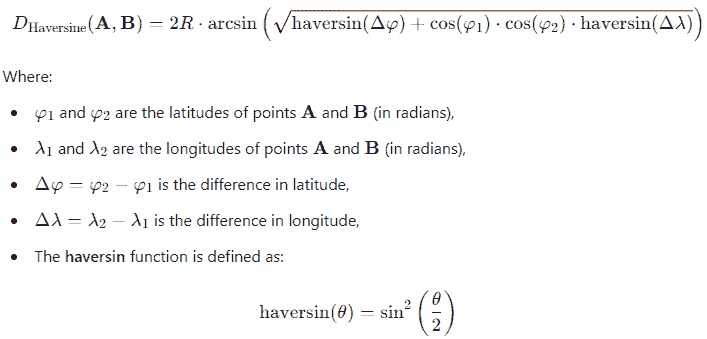 D_Haversine(A, B) = 2R · arcsin (√haversin(Δφ) + cos(φ1) · cos(φ2) · haversin(Δλ))
Where:
• φ1 and φ2 are the latitudes of points A and B (in radians),
• λ1 and λ2 are the longitudes of points A and B (in radians),
• Δφ = φ2 − φ1 is the difference in latitude,
• Δλ = λ2 − λ1 is the difference in longitude,
• The haversin function is defined as:
haversin(θ) = sin²(θ/2)